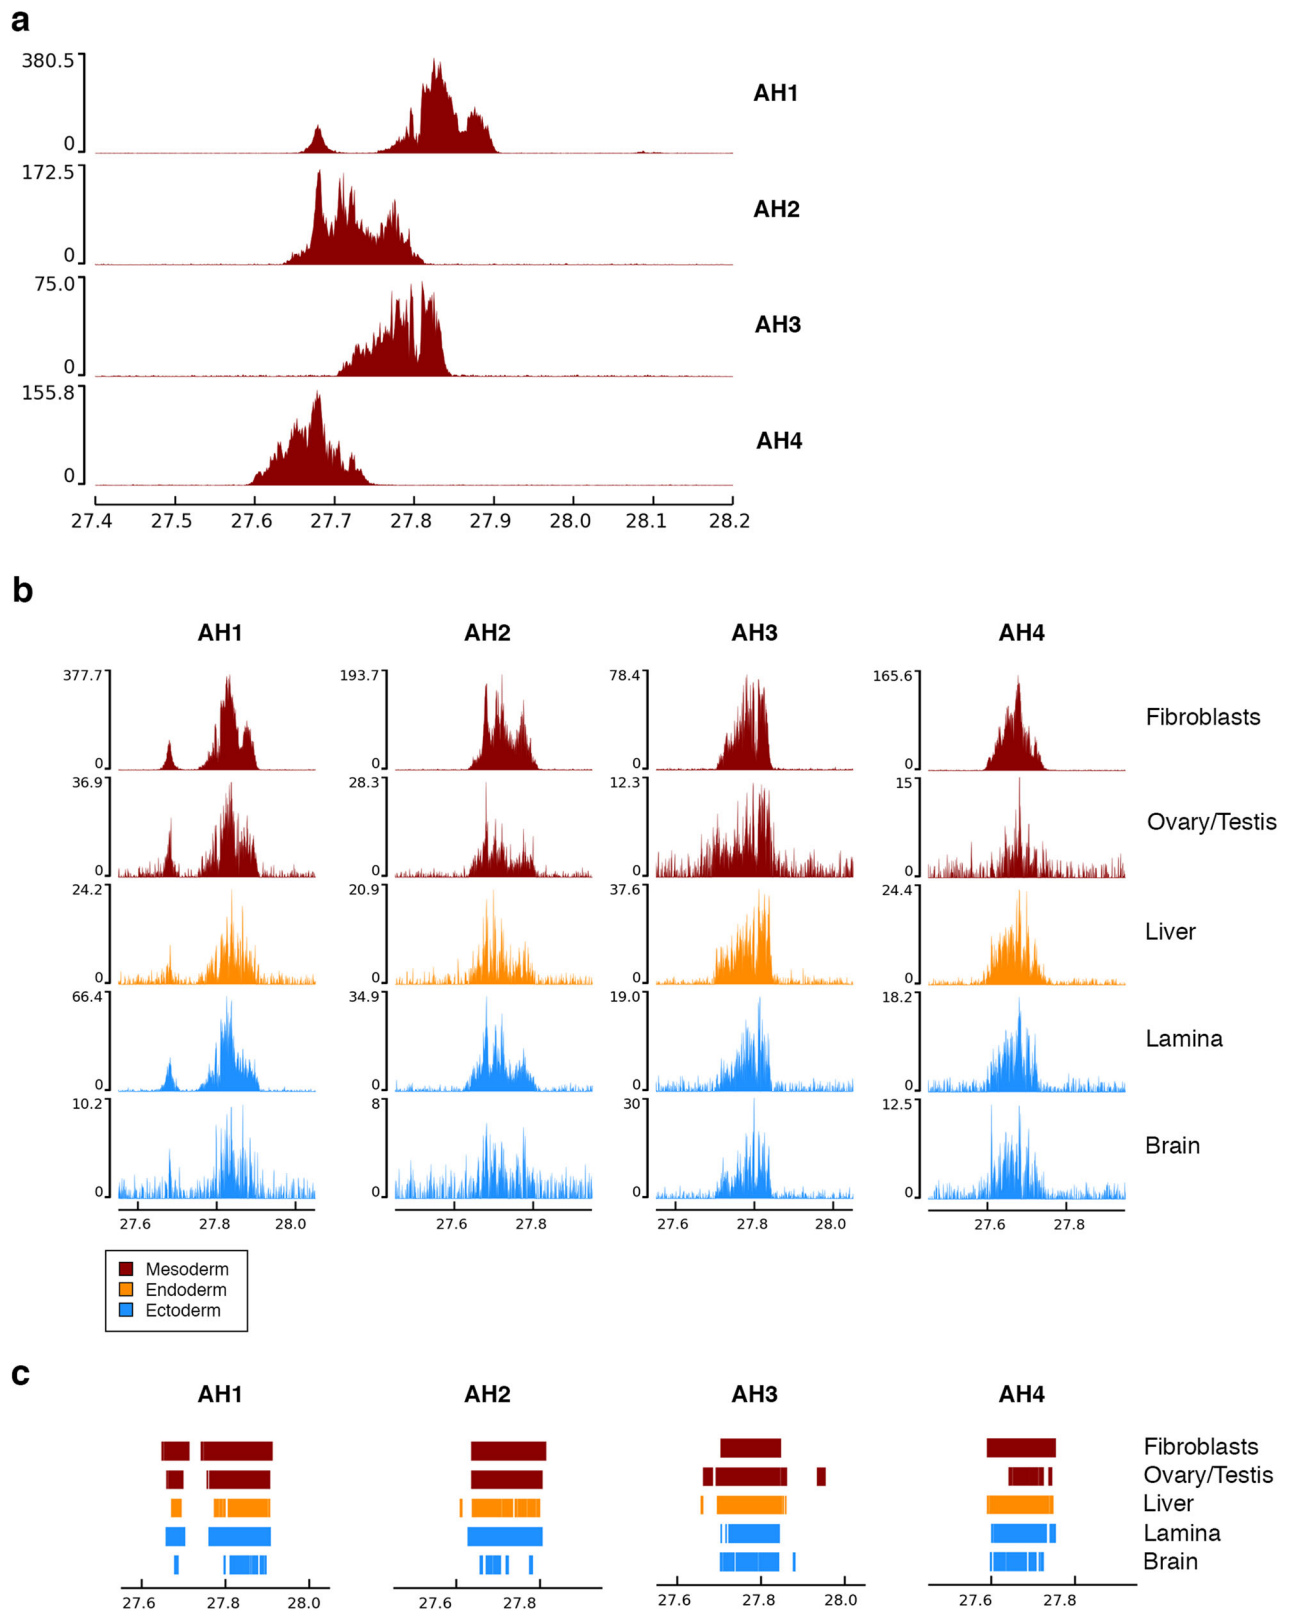 a
380.5
0
AH1
172.5
0
AH2
75.0
0
AH3
155.8
0
AH4
27.4 27.5 27.6 27.7 27.8 27.9 28.0 28.1 28.2
b
AH1 AH2 AH3 AH4
377.7 193.7 78.4 165.6
Fibroblasts
0 0 0 0
36.9 28.3 12.3 15
Ovary/Testis
0 0 0 0
24.2 20.9 37.6 24.4
Liver
0 0 0 0
66.4 34.9 19.0 18.2
Lamina
0 0 0 0
10.2 8 30 12.5
Brain
0 0 0 0
27.6 27.8 28.0 27.6 27.8 27.6 27.8 28.0 27.6 27.8
Mesoderm
Endoderm
Ectoderm
c
AH1 AH2 AH3 AH4
Fibroblasts
Ovary/Testis
Liver
Lamina
Brain
27.6 27.8 28.0 27.6 27.8 27.6 27.8 28.0 27.6 27.8